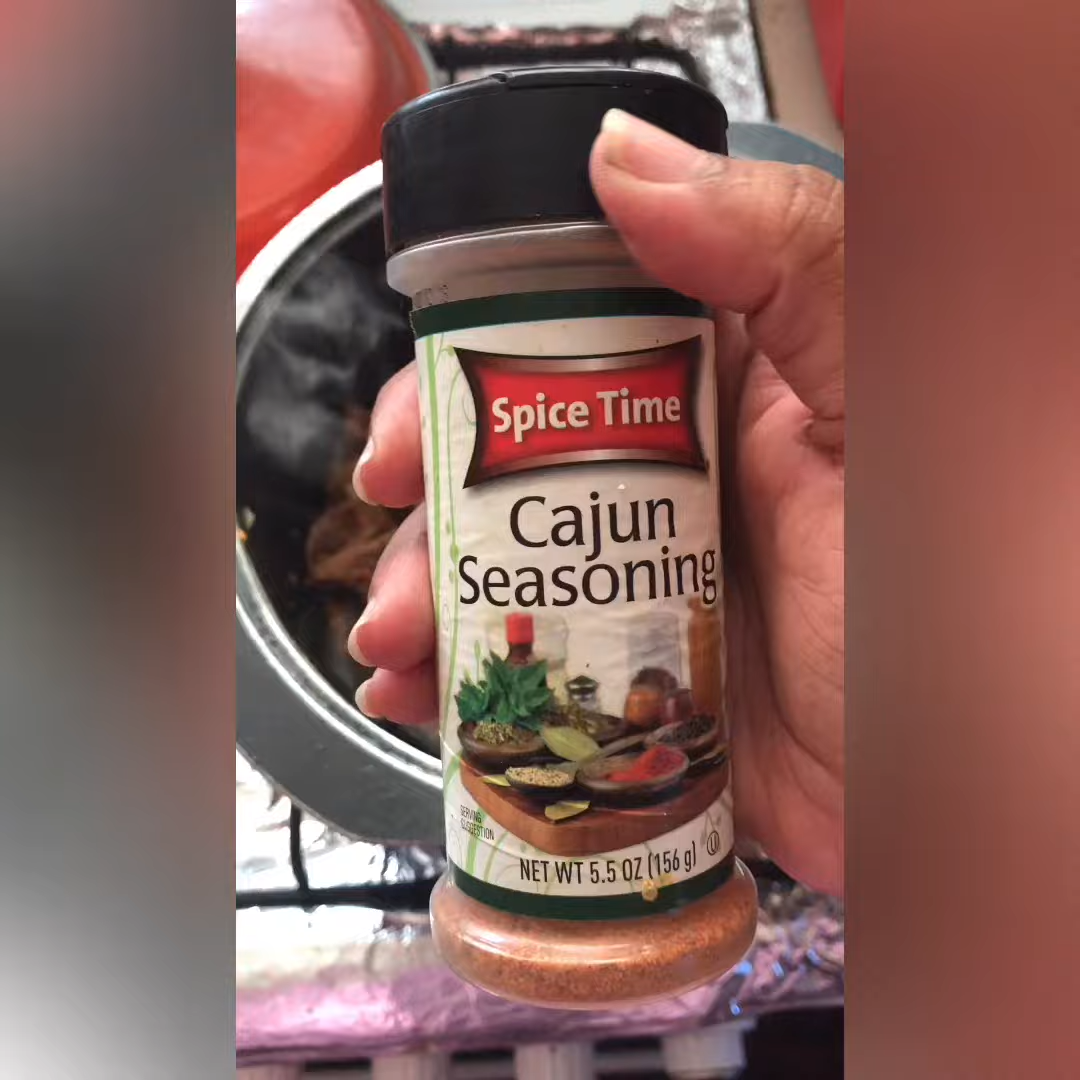 Spice Time
Cajun
Seasoning
SERVING
SUGGESTION
NET WT 5.5 OZ (156 g)
U